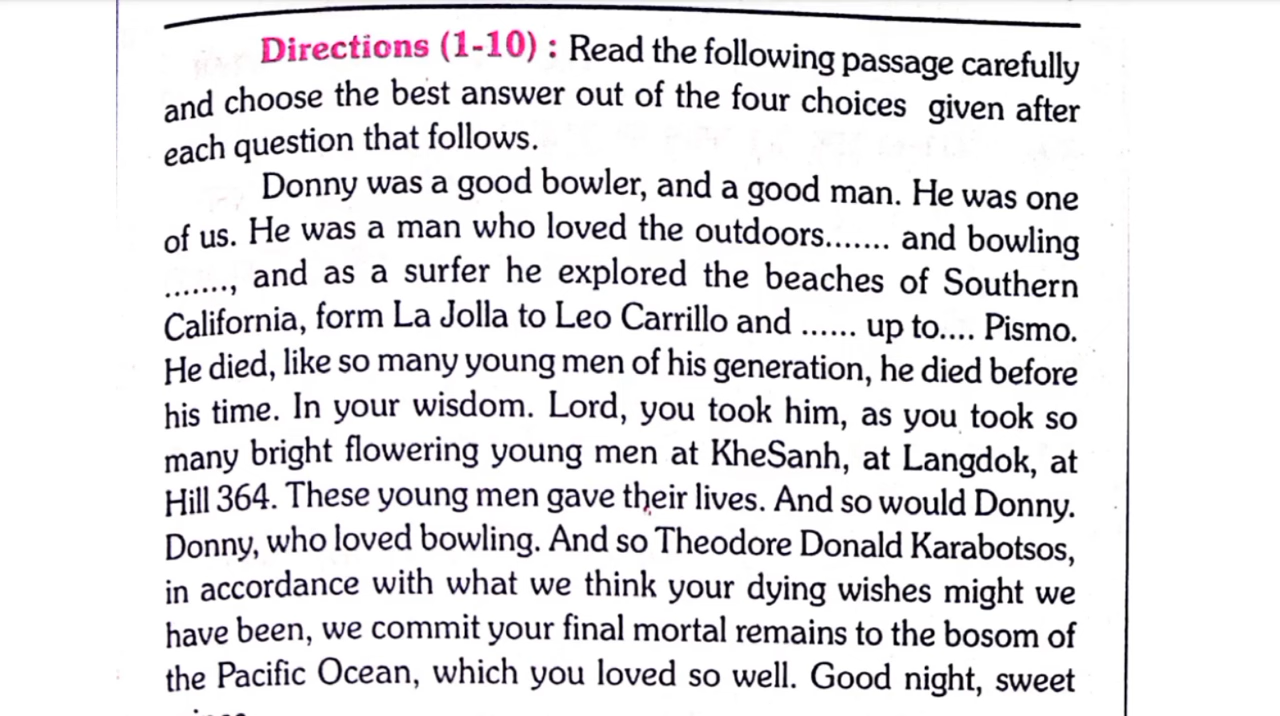 Directions (1-10) : Read the following passage carefully
and choose the best answer out of the four choices given after
each question that follows.
Donny was a good bowler, and a good man. He was one
of us. He was a man who loved the outdoors....... and bowling
......., and as a surfer he explored the beaches of Southern
California, form La Jolla to Leo Carrillo and ...... up to.... Pismo.
He died, like so many young men of his generation, he died before
his time. In your wisdom. Lord, you took him, as you took so
many bright flowering young men at KheSanh, at Langdok, at
Hill 364. These young men gave their lives. And so would Donny.
Donny, who loved bowling. And so Theodore Donald Karabotsos,
in accordance with what we think your dying wishes might we
have been, we commit your final mortal remains to the bosom of
the Pacific Ocean, which you loved so well. Good night, sweet